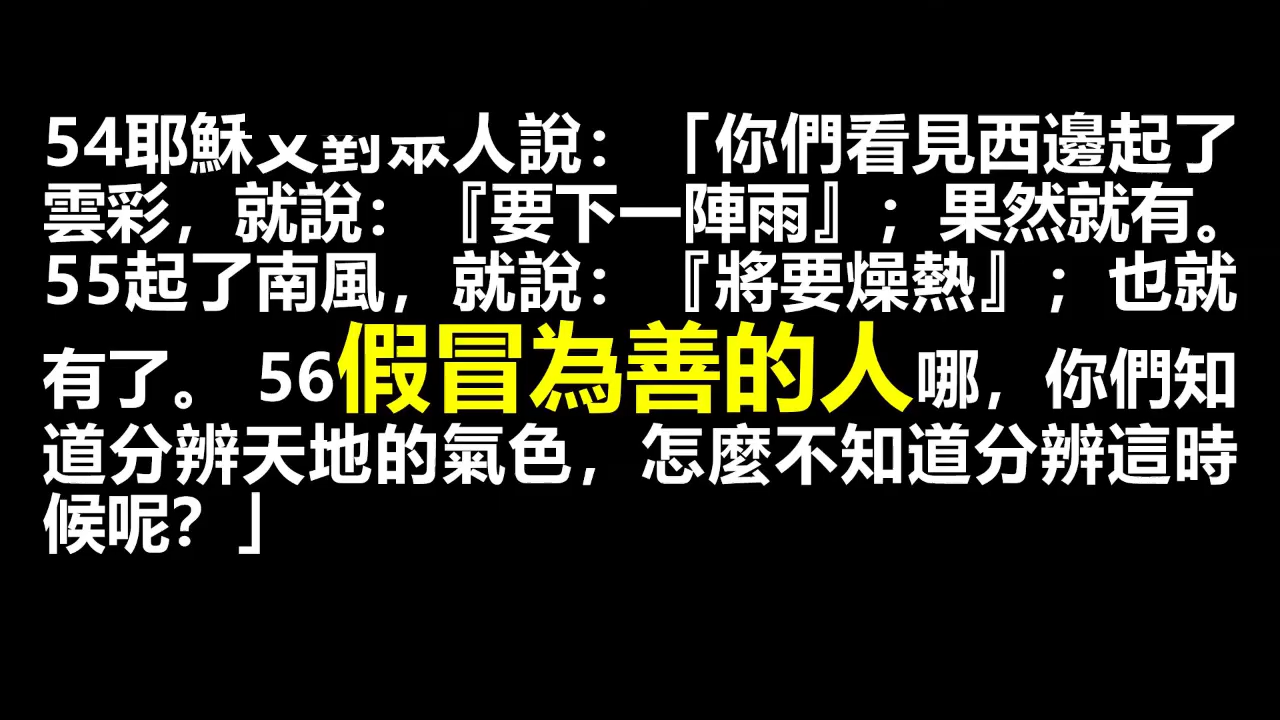 54耶穌又對眾人說：「你們看見西邊起了
雲彩，就說：『要下一陣雨』；果然就有。
55起了南風，就說：『將要燥熱』；也就
有了。 56假冒為善的人哪，你們知
道分辨天地的氣色，怎麼不知道分辨這時
候呢？」